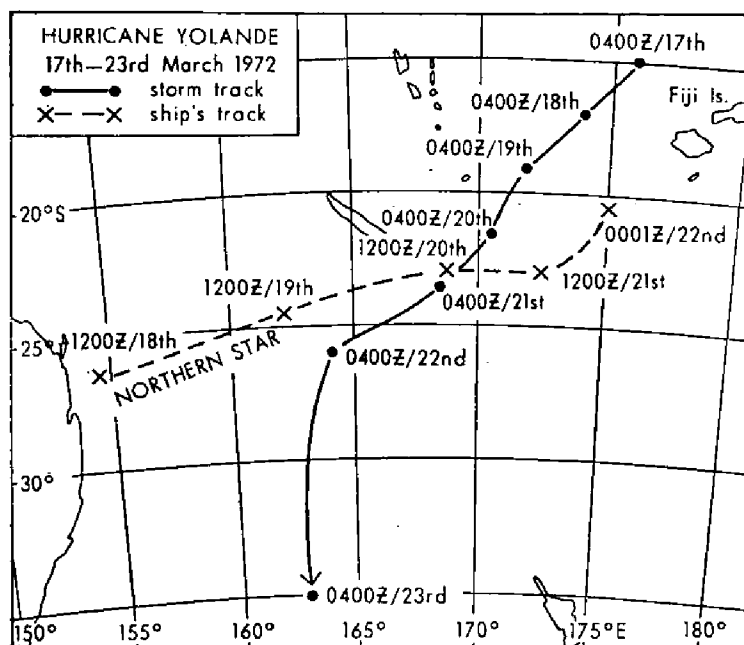 HURRICANE YOLANDE
17th—23rd March 1972
storm track
ship's track
0400Z/17th
Fiji Is.
0400Z/18th
0400Z/19th
20°S
0400Z/20th
1200Z/20th
0001Z/22nd
1200Z/19th
1200Z/21st
0400Z/21st
25°
1200Z/18th
0400Z/22nd
NORTHERN STAR
30°
0400Z/23rd
150°
155°
160°
165°
170°
175°E
180°